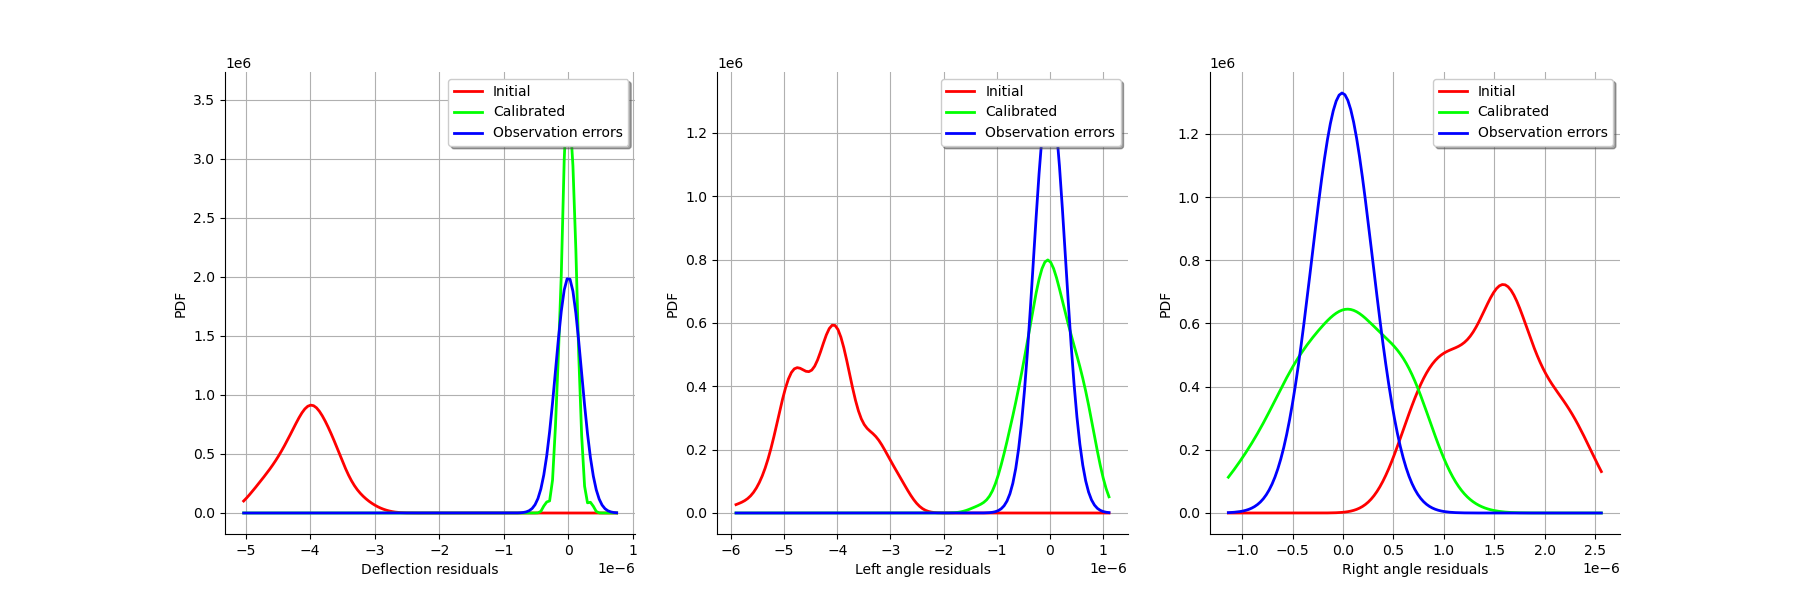 1e6
3.5
3.0
2.5
2.0
1.5
1.0
0.5
0.0
PDF
Initial
Calibrated
Observation errors
−5 −4 −3 −2 −1 0 1
Deflection residuals 1e−6
1e6
1.2
1.0
0.8
0.6
0.4
0.2
0.0
PDF
Initial
Calibrated
Observation errors
−6 −5 −4 −3 −2 −1 0 1
Left angle residuals 1e−6
1e6
1.2
1.0
0.8
0.6
0.4
0.2
0.0
PDF
Initial
Calibrated
Observation errors
−1.0 −0.5 0.0 0.5 1.0 1.5 2.0 2.5
Right angle residuals 1e−6